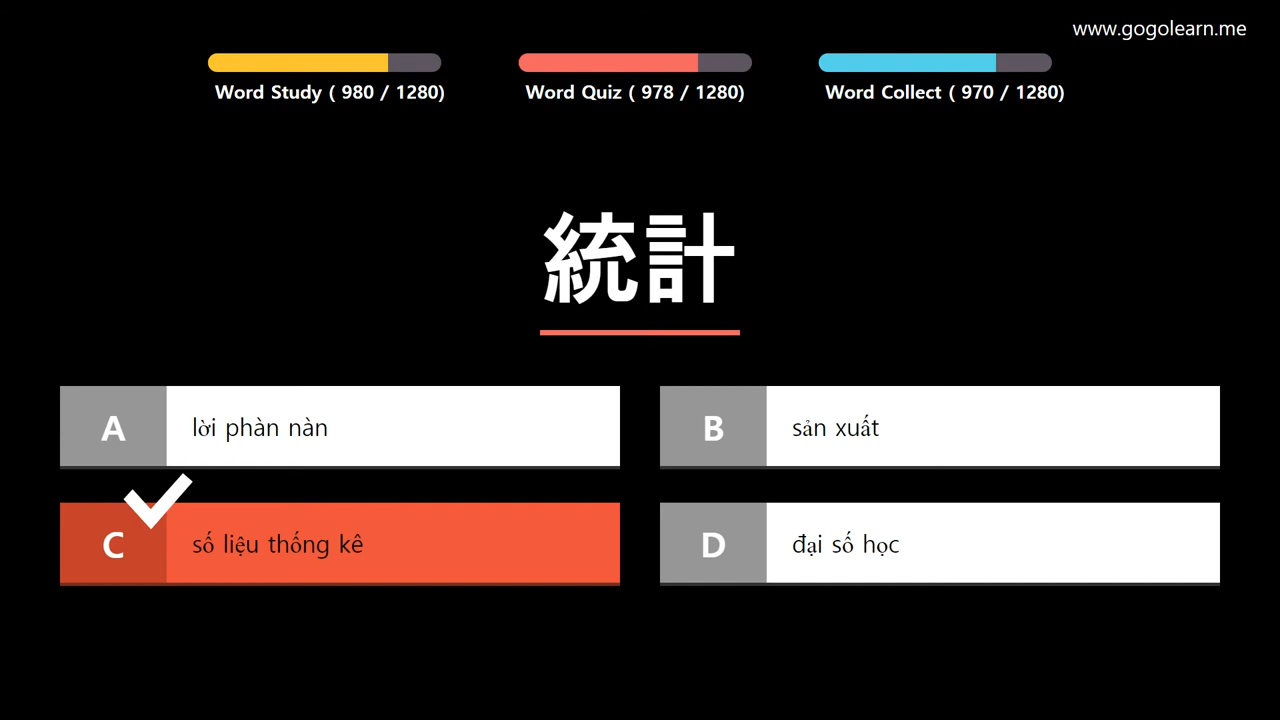 www.gogolearn.me
Word Study ( 980 / 1280)
Word Quiz ( 978 / 1280)
Word Collect ( 970 / 1280)
統計
A lời phàn nàn
B sản xuất
C số liệu thống kê
D đại số học